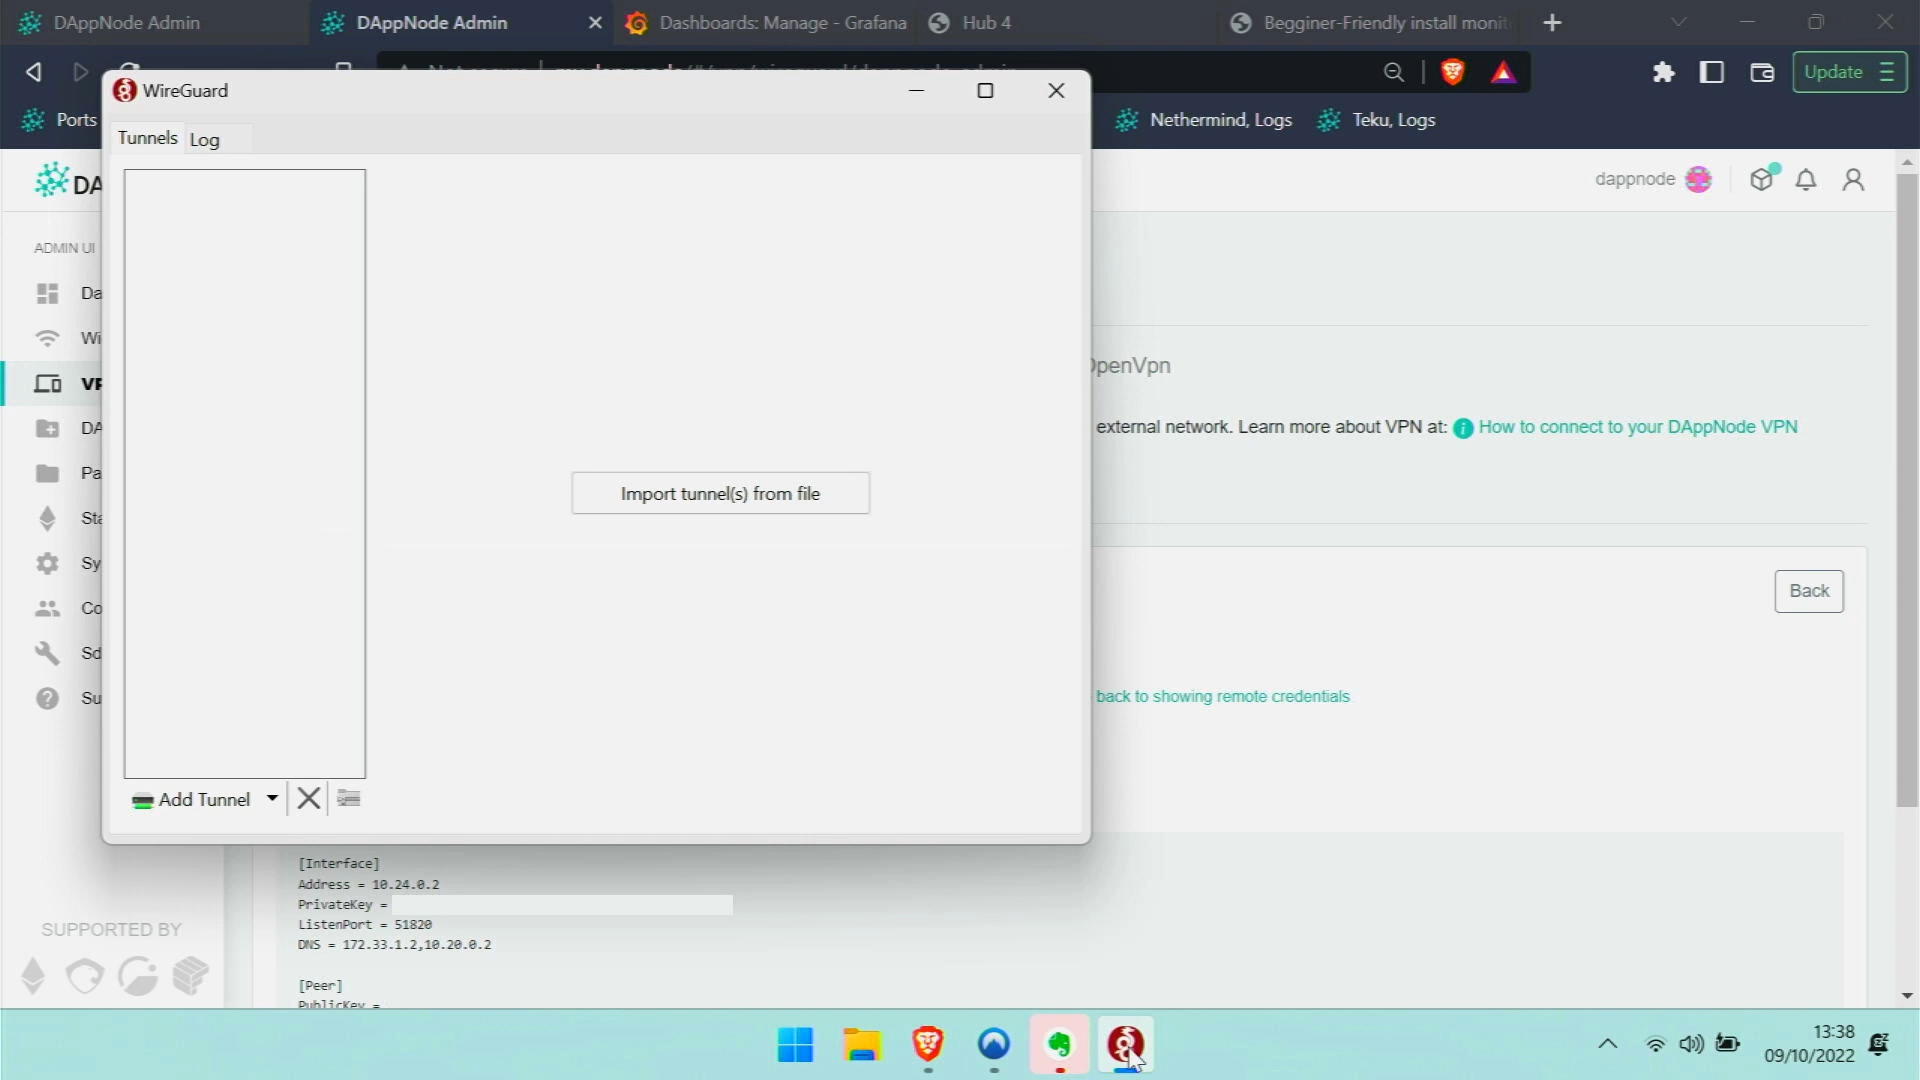 DAppNode Admin
DAppNode Admin
Dashboards: Manage - Grafana
Hub 4
Begginer-Friendly install monit
Update
WireGuard
Ports
Nethermind, Logs
Teku, Logs
Tunnels
Log
DA
dappnode
ADMIN UI
Da
Wi
OpenVpn
VP
DA
external network. Learn more about VPN at: How to connect to your DAppNode VPN
Pa
Import tunnel(s) from file
Sta
Sy
Back
Co
Sd
back to showing remote credentials
Su
Add Tunnel
[Interface]
Address = 10.24.0.2
PrivateKey =
ListenPort = 51820
DNS = 172.33.1.2,10.20.0.2
SUPPORTED BY
[Peer]
PublicKey =
13:38
09/10/2022